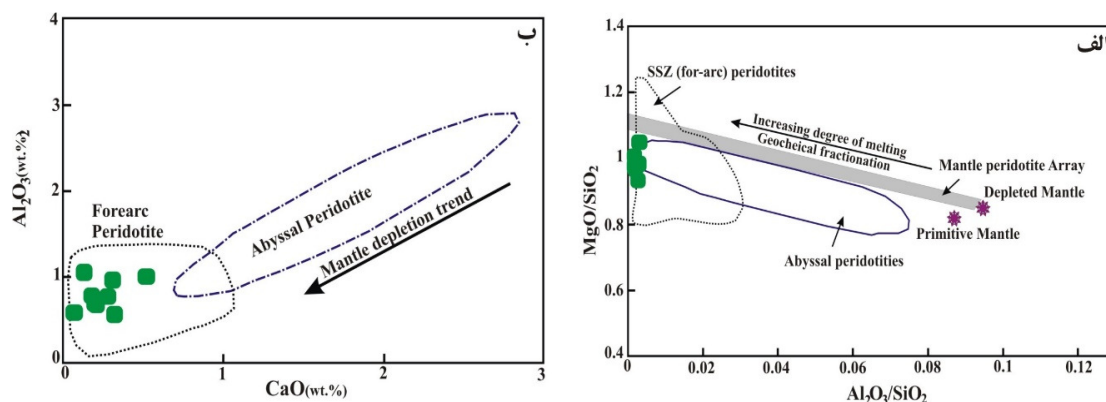 ب
4
3
2
1
0
Al₂O₃(wt.%)
Forearc
Peridotite
Abyssal Peridotite
Mantle depletion trend
0
1
2
3
CaO(wt.%)
الف
1.4
1.2
1
0.8
0.6
0.4
MgO/SiO₂
SSZ (for-arc) peridotites
Increasing degree of melting
Geocheical fractionation
Mantle peridotite Array
Depleted Mantle
Primitive Mantle
Abyssal peridotities
0
0.02
0.04
0.06
0.08
0.1
0.12
Al₂O₃/SiO₂